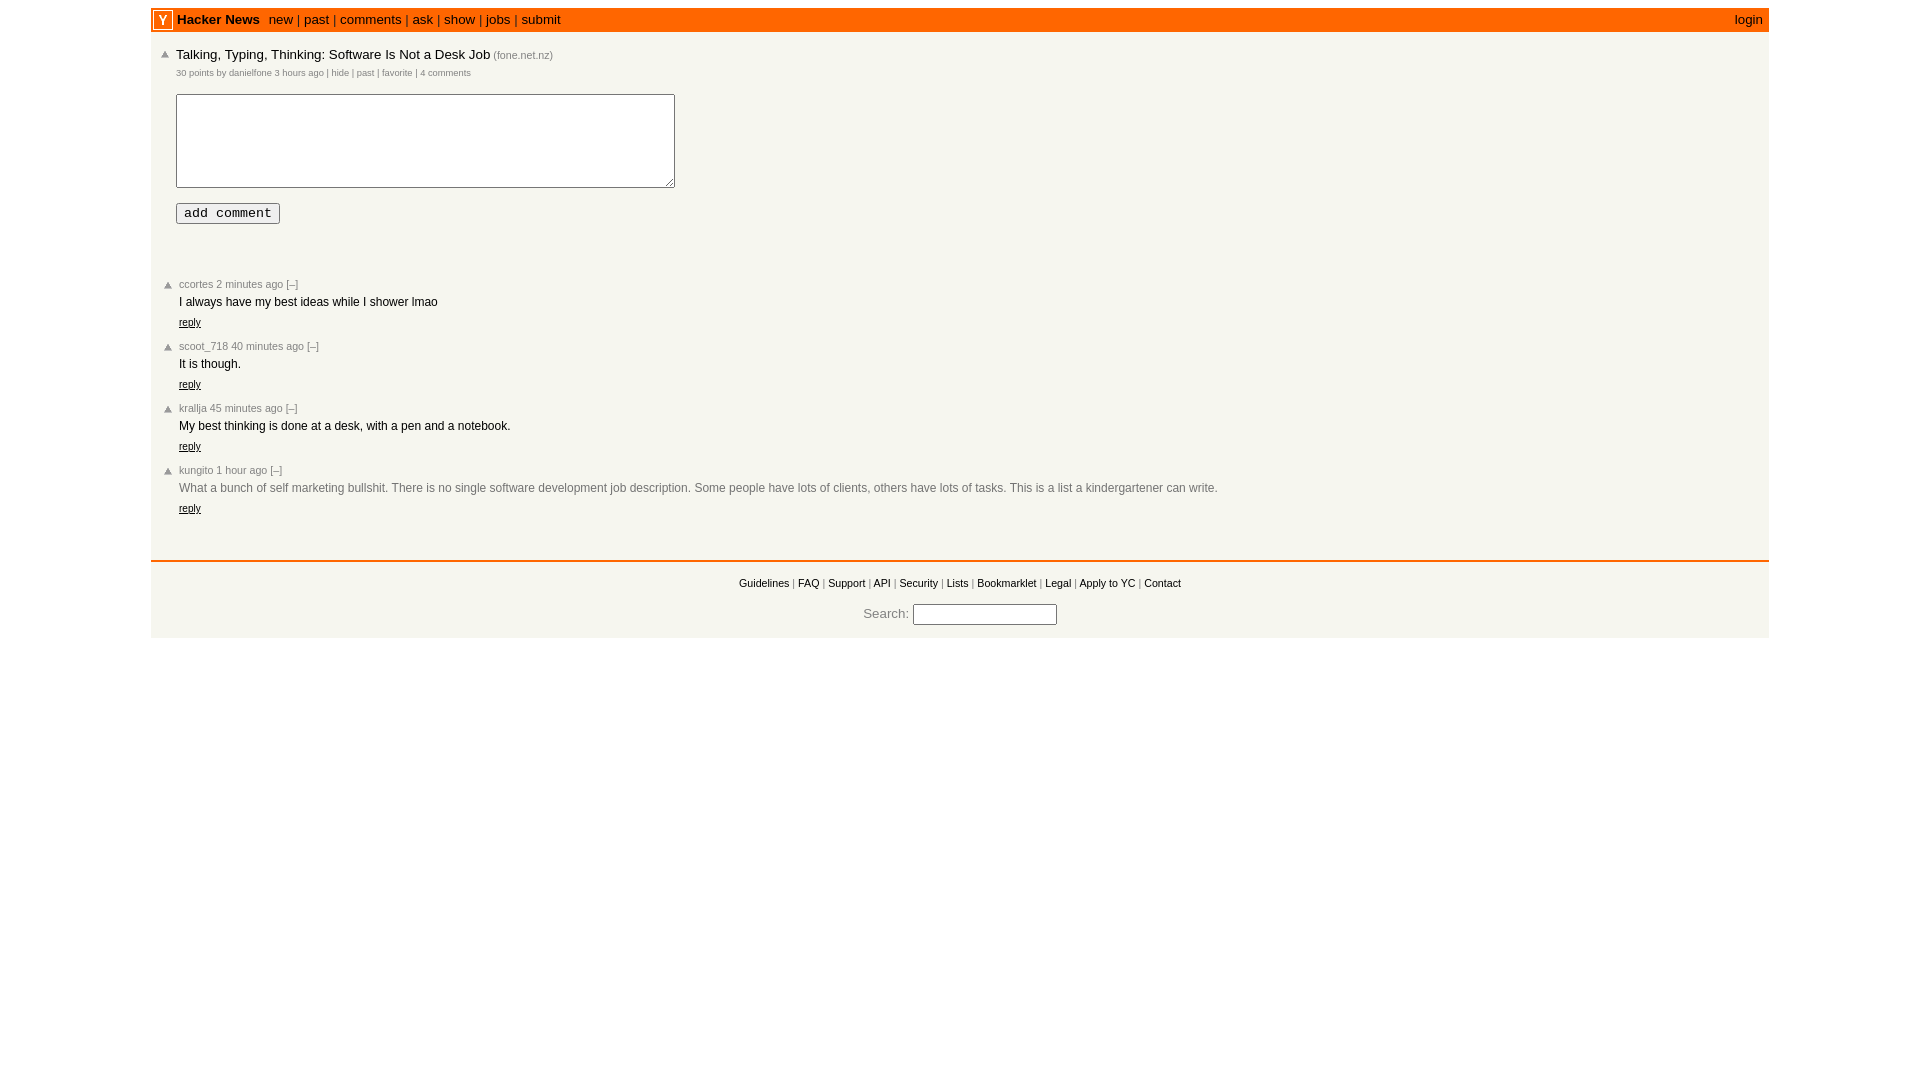 Y Hacker News new | past | comments | ask | show | jobs | submit login
Talking, Typing, Thinking: Software Is Not a Desk Job (fone.net.nz)
30 points by danielfone 3 hours ago | hide | past | favorite | 4 comments
add comment
ccortes 2 minutes ago [–]
I always have my best ideas while I shower lmao
reply
scoot_718 40 minutes ago [–]
It is though.
reply
krallja 45 minutes ago [–]
My best thinking is done at a desk, with a pen and a notebook.
reply
kungito 1 hour ago [–]
What a bunch of self marketing bullshit. There is no single software development job description. Some people have lots of clients, others have lots of tasks. This is a list a kindergartener can write.
reply
Guidelines | FAQ | Support | API | Security | Lists | Bookmarklet | Legal | Apply to YC | Contact
Search: